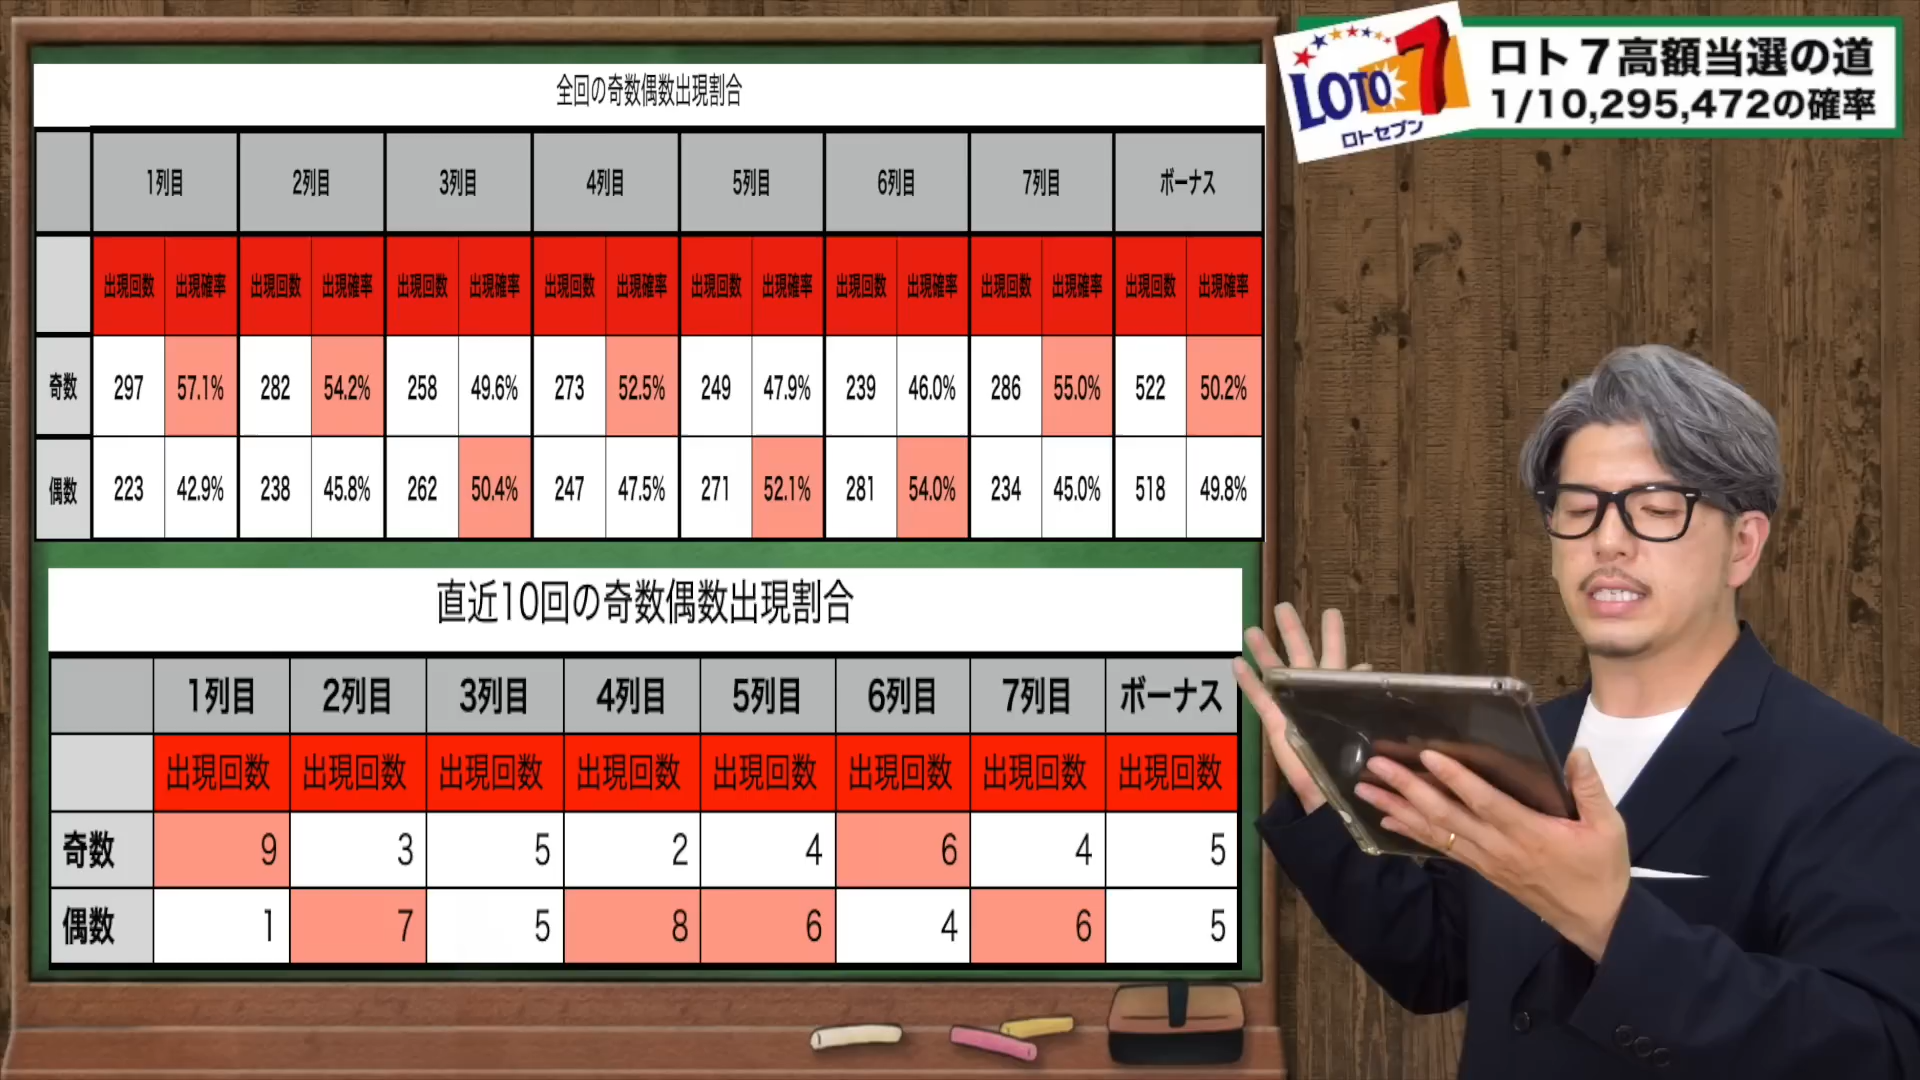 全回の奇数偶数出現割合
1列目 2列目 3列目 4列目 5列目 6列目 7列目 ボーナス
出現回数 出現確率 出現回数 出現確率 出現回数 出現確率 出現回数 出現確率 出現回数 出現確率 出現回数 出現確率 出現回数 出現確率 出現回数 出現確率
奇数 297 57.1% 282 54.2% 258 49.6% 273 52.5% 249 47.9% 239 46.0% 286 55.0% 522 50.2%
偶数 223 42.9% 238 45.8% 262 50.4% 247 47.5% 271 52.1% 281 54.0% 234 45.0% 518 49.8%
直近10回の奇数偶数出現割合
1列目 2列目 3列目 4列目 5列目 6列目 7列目 ボーナス
出現回数 出現回数 出現回数 出現回数 出現回数 出現回数 出現回数 出現回数
奇数 9 3 5 2 4 6 4 5
偶数 1 7 5 8 6 4 6 5
LOTO 7
ロトセブン
ロト7高額当選の道
1/10,295,472の確率